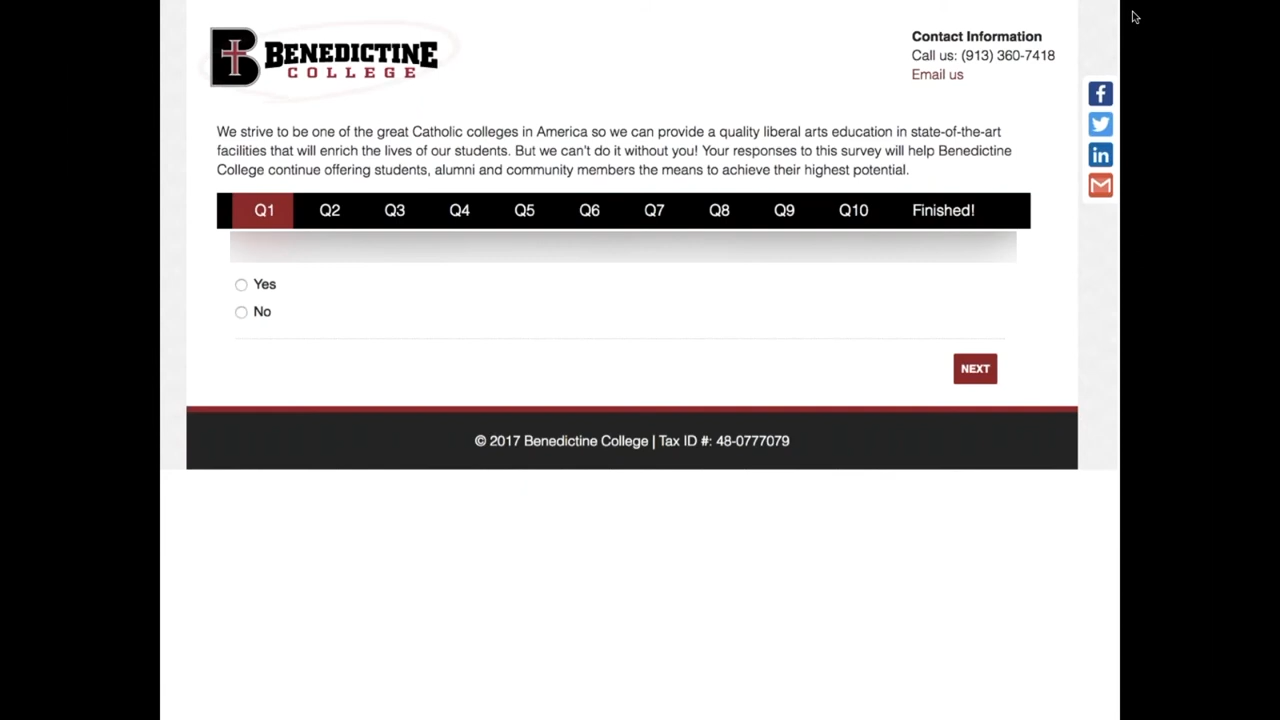 BENEDICTINE
COLLEGE
Contact Information
Call us: (913) 360-7418
Email us
We strive to be one of the great Catholic colleges in America so we can provide a quality liberal arts education in state-of-the-art
facilities that will enrich the lives of our students. But we can't do it without you! Your responses to this survey will help Benedictine
College continue offering students, alumni and community members the means to achieve their highest potential.
Q1 Q2 Q3 Q4 Q5 Q6 Q7 Q8 Q9 Q10 Finished!
Yes
No
NEXT
© 2017 Benedictine College | Tax ID #: 48-0777079